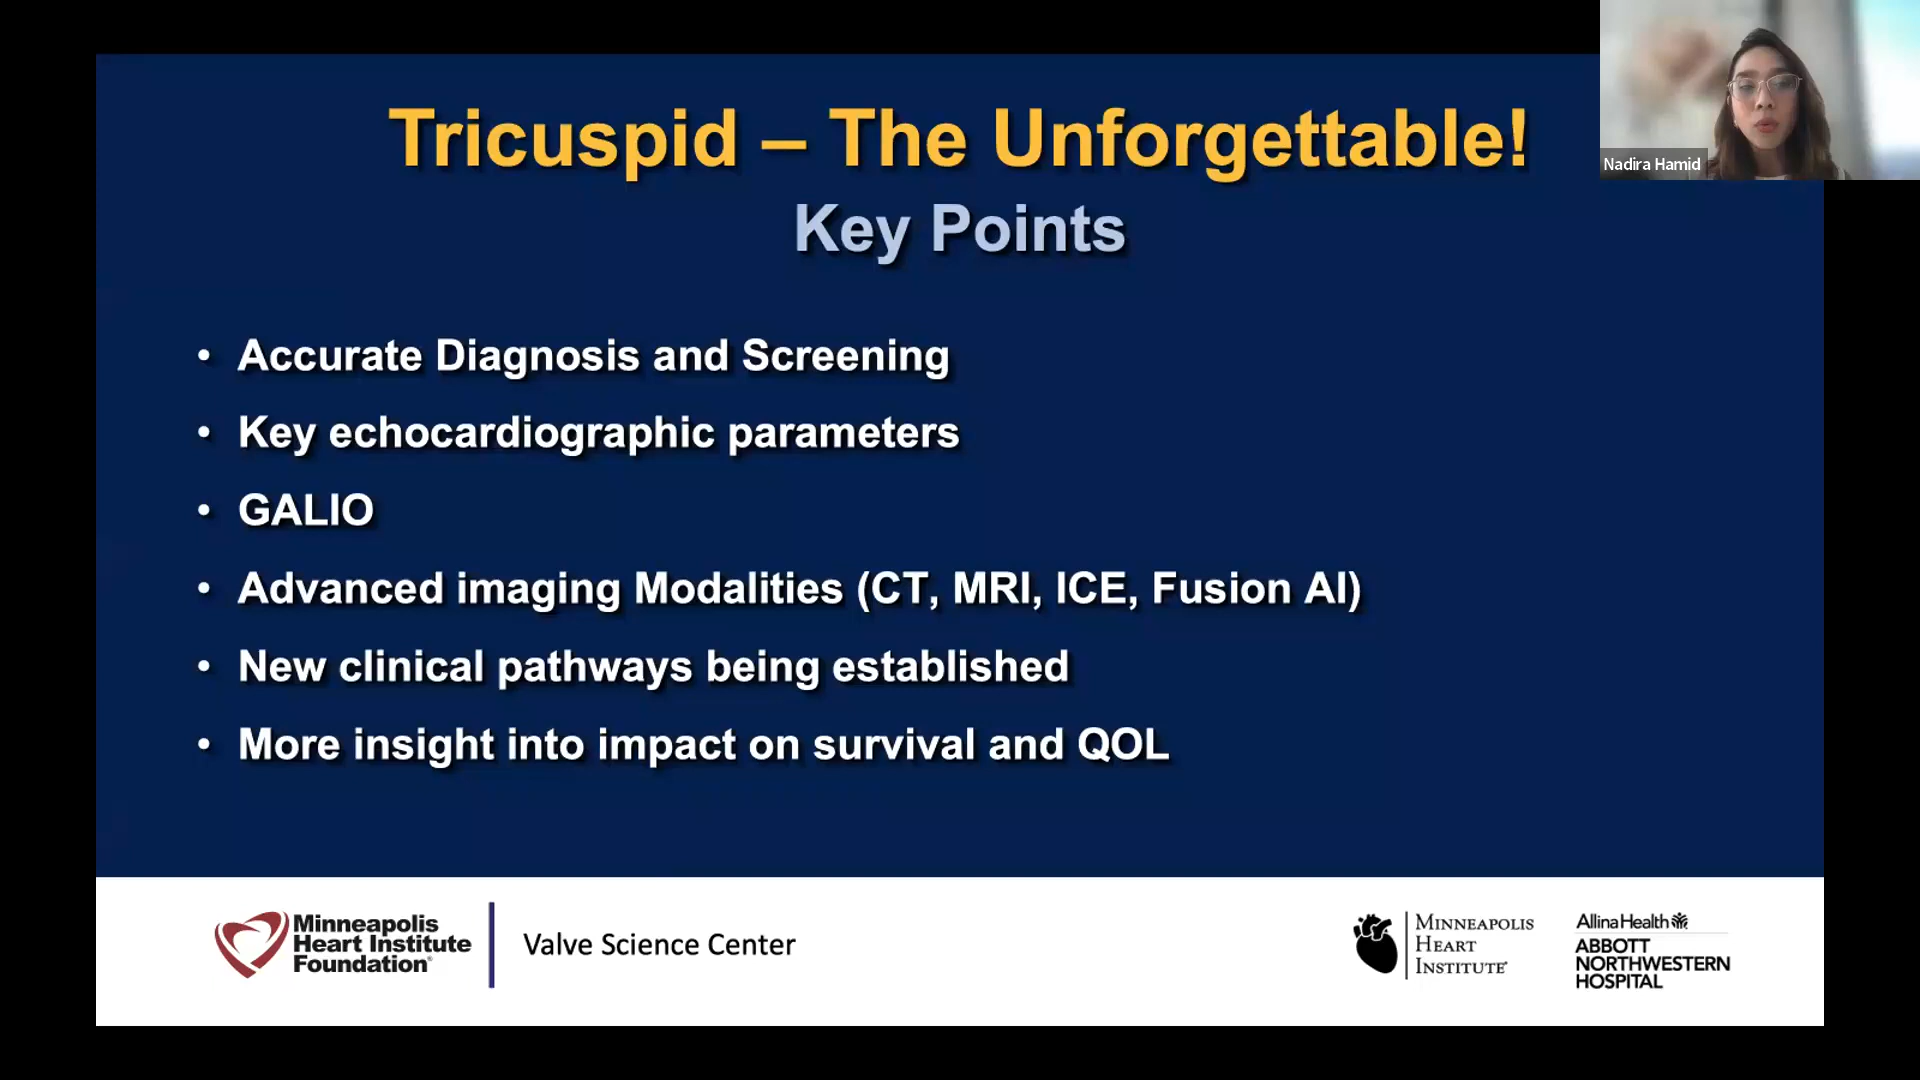 Tricuspid – The Unforgettable!
Key Points
Nadira Hamid
• Accurate Diagnosis and Screening
• Key echocardiographic parameters
• GALIO
• Advanced imaging Modalities (CT, MRI, ICE, Fusion AI)
• New clinical pathways being established
• More insight into impact on survival and QOL
Minneapolis
Heart Institute
Foundation®
Valve Science Center
MINNEAPOLIS
HEART
INSTITUTE®
AllinaHealth
ABBOTT
NORTHWESTERN
HOSPITAL